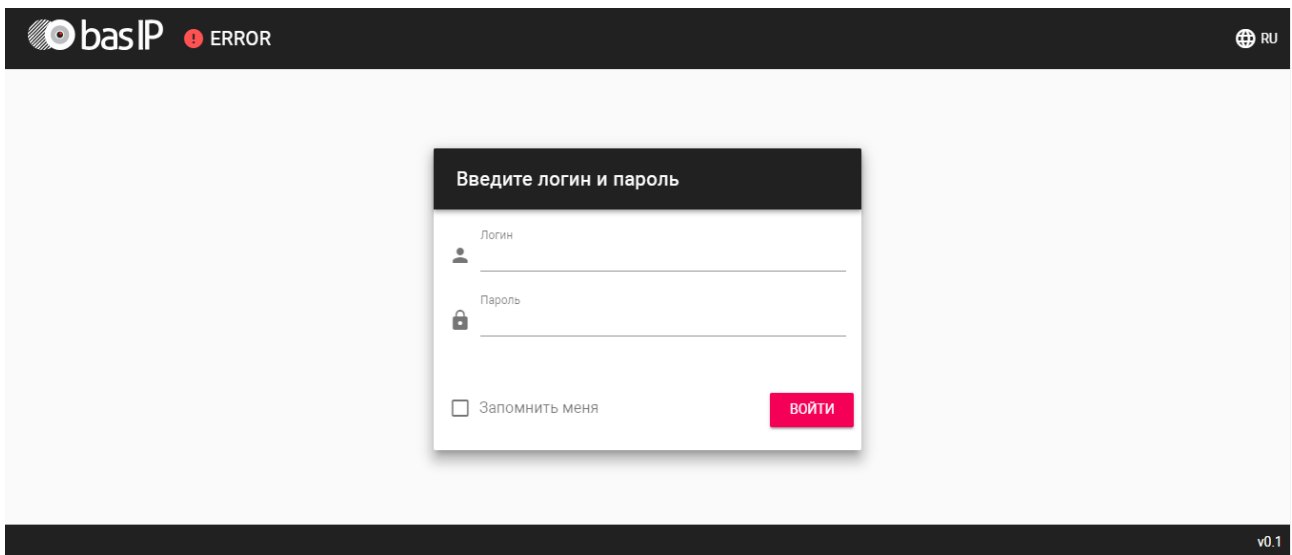 bas IP ERROR RU
Введите логин и пароль
Логин
Пароль
Запомнить меня ВОЙТИ
v0.1